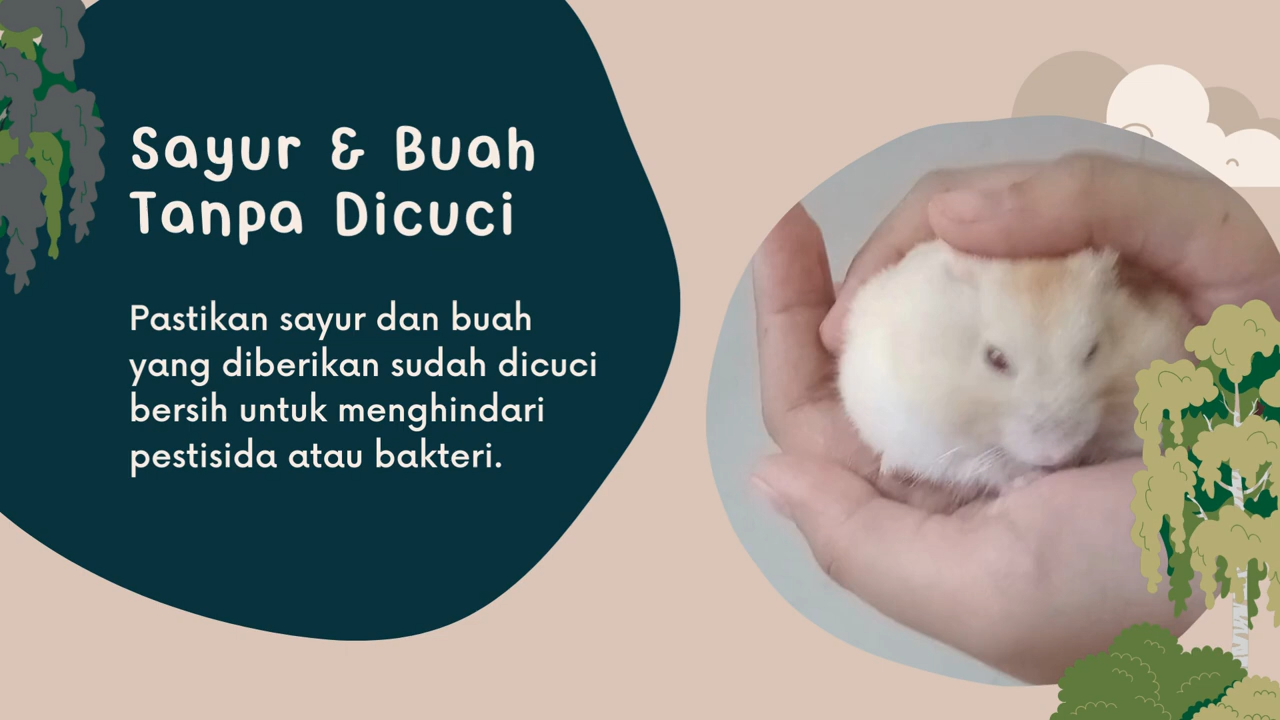 Sayur & Buah
Tanpa Dicuci
Pastikan sayur dan buah
yang diberikan sudah dicuci
bersih untuk menghindari
pestisida atau bakteri.